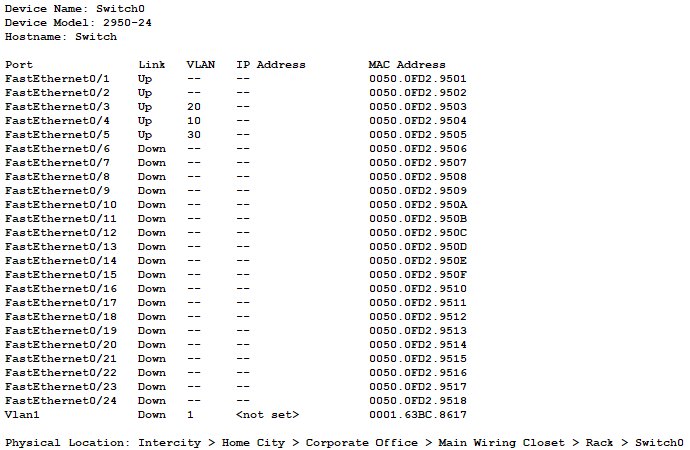 Device Name: Switch0
Device Model: 2950-24
Hostname: Switch
Port Link VLAN IP Address MAC Address
FastEthernet0/1 Up -- -- 0050.0FD2.9501
FastEthernet0/2 Up -- -- 0050.0FD2.9502
FastEthernet0/3 Up 20 -- 0050.0FD2.9503
FastEthernet0/4 Up 10 -- 0050.0FD2.9504
FastEthernet0/5 Up 30 -- 0050.0FD2.9505
FastEthernet0/6 Down -- -- 0050.0FD2.9506
FastEthernet0/7 Down -- -- 0050.0FD2.9507
FastEthernet0/8 Down -- -- 0050.0FD2.9508
FastEthernet0/9 Down -- -- 0050.0FD2.9509
FastEthernet0/10 Down -- -- 0050.0FD2.950A
FastEthernet0/11 Down -- -- 0050.0FD2.950B
FastEthernet0/12 Down -- -- 0050.0FD2.950C
FastEthernet0/13 Down -- -- 0050.0FD2.950D
FastEthernet0/14 Down -- -- 0050.0FD2.950E
FastEthernet0/15 Down -- -- 0050.0FD2.950F
FastEthernet0/16 Down -- -- 0050.0FD2.9510
FastEthernet0/17 Down -- -- 0050.0FD2.9511
FastEthernet0/18 Down -- -- 0050.0FD2.9512
FastEthernet0/19 Down -- -- 0050.0FD2.9513
FastEthernet0/20 Down -- -- 0050.0FD2.9514
FastEthernet0/21 Down -- -- 0050.0FD2.9515
FastEthernet0/22 Down -- -- 0050.0FD2.9516
FastEthernet0/23 Down -- -- 0050.0FD2.9517
FastEthernet0/24 Down -- -- 0050.0FD2.9518
Vlan1 Down 1 <not set> 0001.63BC.8617
Physical Location: Intercity > Home City > Corporate Office > Main Wiring Closet > Rack > Switch0